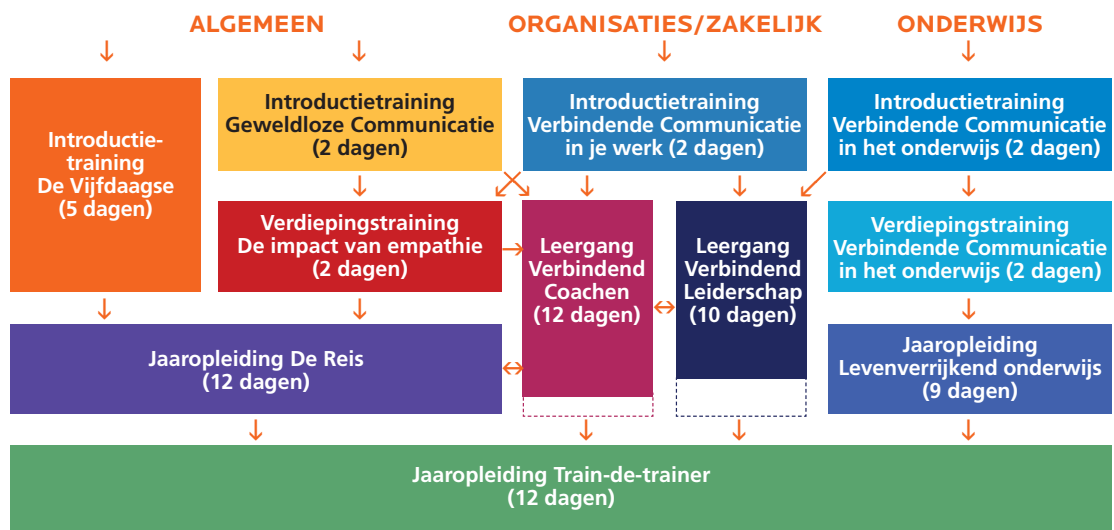 ALGEMEEN
ORGANISATIES/ZAKELIJK
ONDERWIJS
Introductie-
training
De Vijfdaagse
(5 dagen)
Introductietraining
Geweldloze Communicatie
(2 dagen)
Introductietraining
Verbindende Communicatie
in je werk (2 dagen)
Introductietraining
Verbindende Communicatie
in het onderwijs (2 dagen)
Verdiepingstraining
De impact van empathie
(2 dagen)
Leergang
Verbindend
Coachen
(12 dagen)
Leergang
Verbindend
Leiderschap
(10 dagen)
Verdiepingstraining
Verbindende Communicatie
in het onderwijs (2 dagen)
Jaaropleiding De Reis
(12 dagen)
Jaaropleiding
Levenverrijkend onderwijs
(9 dagen)
Jaaropleiding Train-de-trainer
(12 dagen)